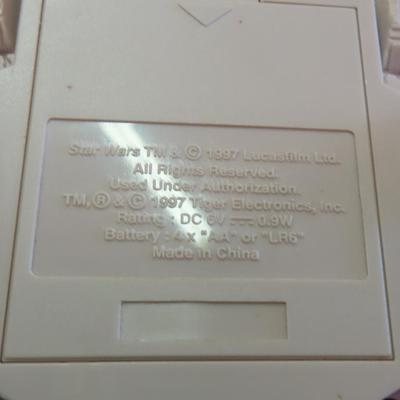 Star Wars TM & © 1997 Lucasfilm Ltd.
All Rights Reserved.
Used Under Authorization.
TM,® & © 1997 Tiger Electronics, Inc.
Rating : DC 6V ⎓ 0.9W
Battery : 4 x "AA" or "LR6"
Made in China